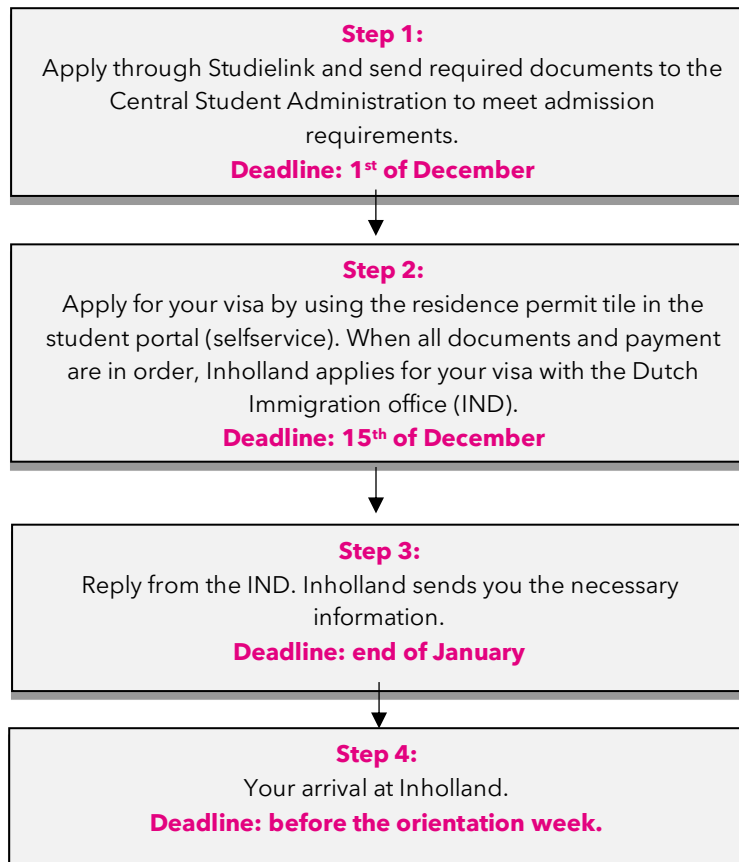 Step 1:
Apply through Studielink and send required documents to the
Central Student Administration to meet admission
requirements.
Deadline: 1st of December
Step 2:
Apply for your visa by using the residence permit tile in the
student portal (selfservice). When all documents and payment
are in order, Inholland applies for your visa with the Dutch
Immigration office (IND).
Deadline: 15th of December
Step 3:
Reply from the IND. Inholland sends you the necessary
information.
Deadline: end of January
Step 4:
Your arrival at Inholland.
Deadline: before the orientation week.